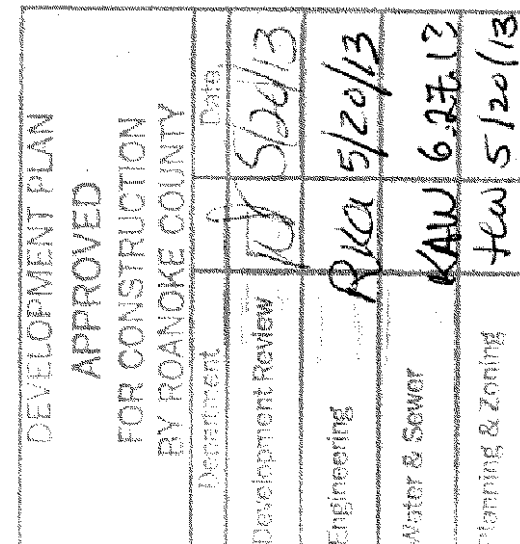 DEVELOPMENT PLAN
APPROVED
FOR CONSTRUCTION
BY ROANOKE COUNTY
Department Date
Development Review 5/20/13
Engineering RKA 5/20/13
Water & Sewer KAW 6.27.13
Planning & Zoning 5/20/13